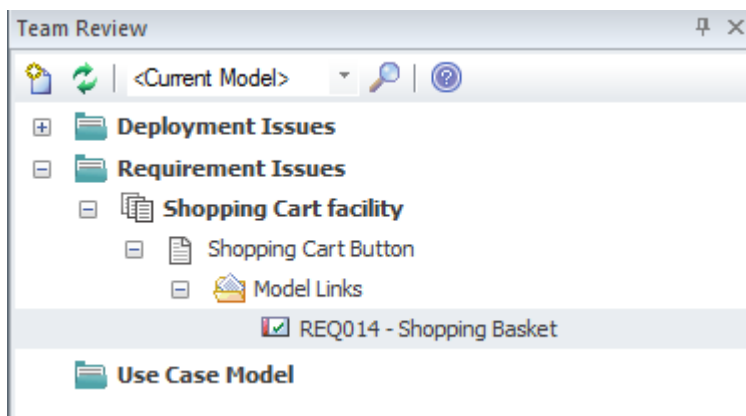 Team Review
<Current Model>
Deployment Issues
Requirement Issues
Shopping Cart facility
Shopping Cart Button
Model Links
REQ014 - Shopping Basket
Use Case Model